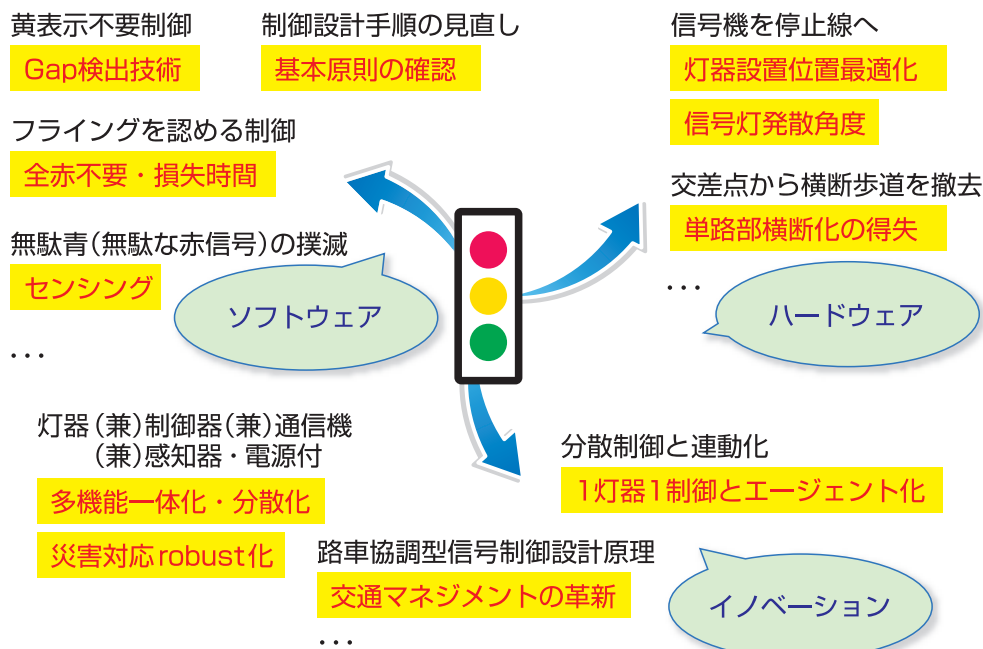 黄表示不要制御
Gap検出技術
制御設計手順の見直し
基本原則の確認
フライングを認める制御
全赤不要・損失時間
無駄青(無駄な赤信号)の撲滅
センシング
...
ソフトウェア
信号機を停止線へ
灯器設置位置最適化
信号灯発散角度
交差点から横断歩道を撤去
単路部横断化の得失
...
ハードウェア
灯器(兼)制御器(兼)通信機
(兼)感知器・電源付
多機能一体化・分散化
災害対応robust化
分散制御と連動化
1灯器1制御とエージェント化
路車協調型信号制御設計原理
交通マネジメントの革新
...
イノベーション